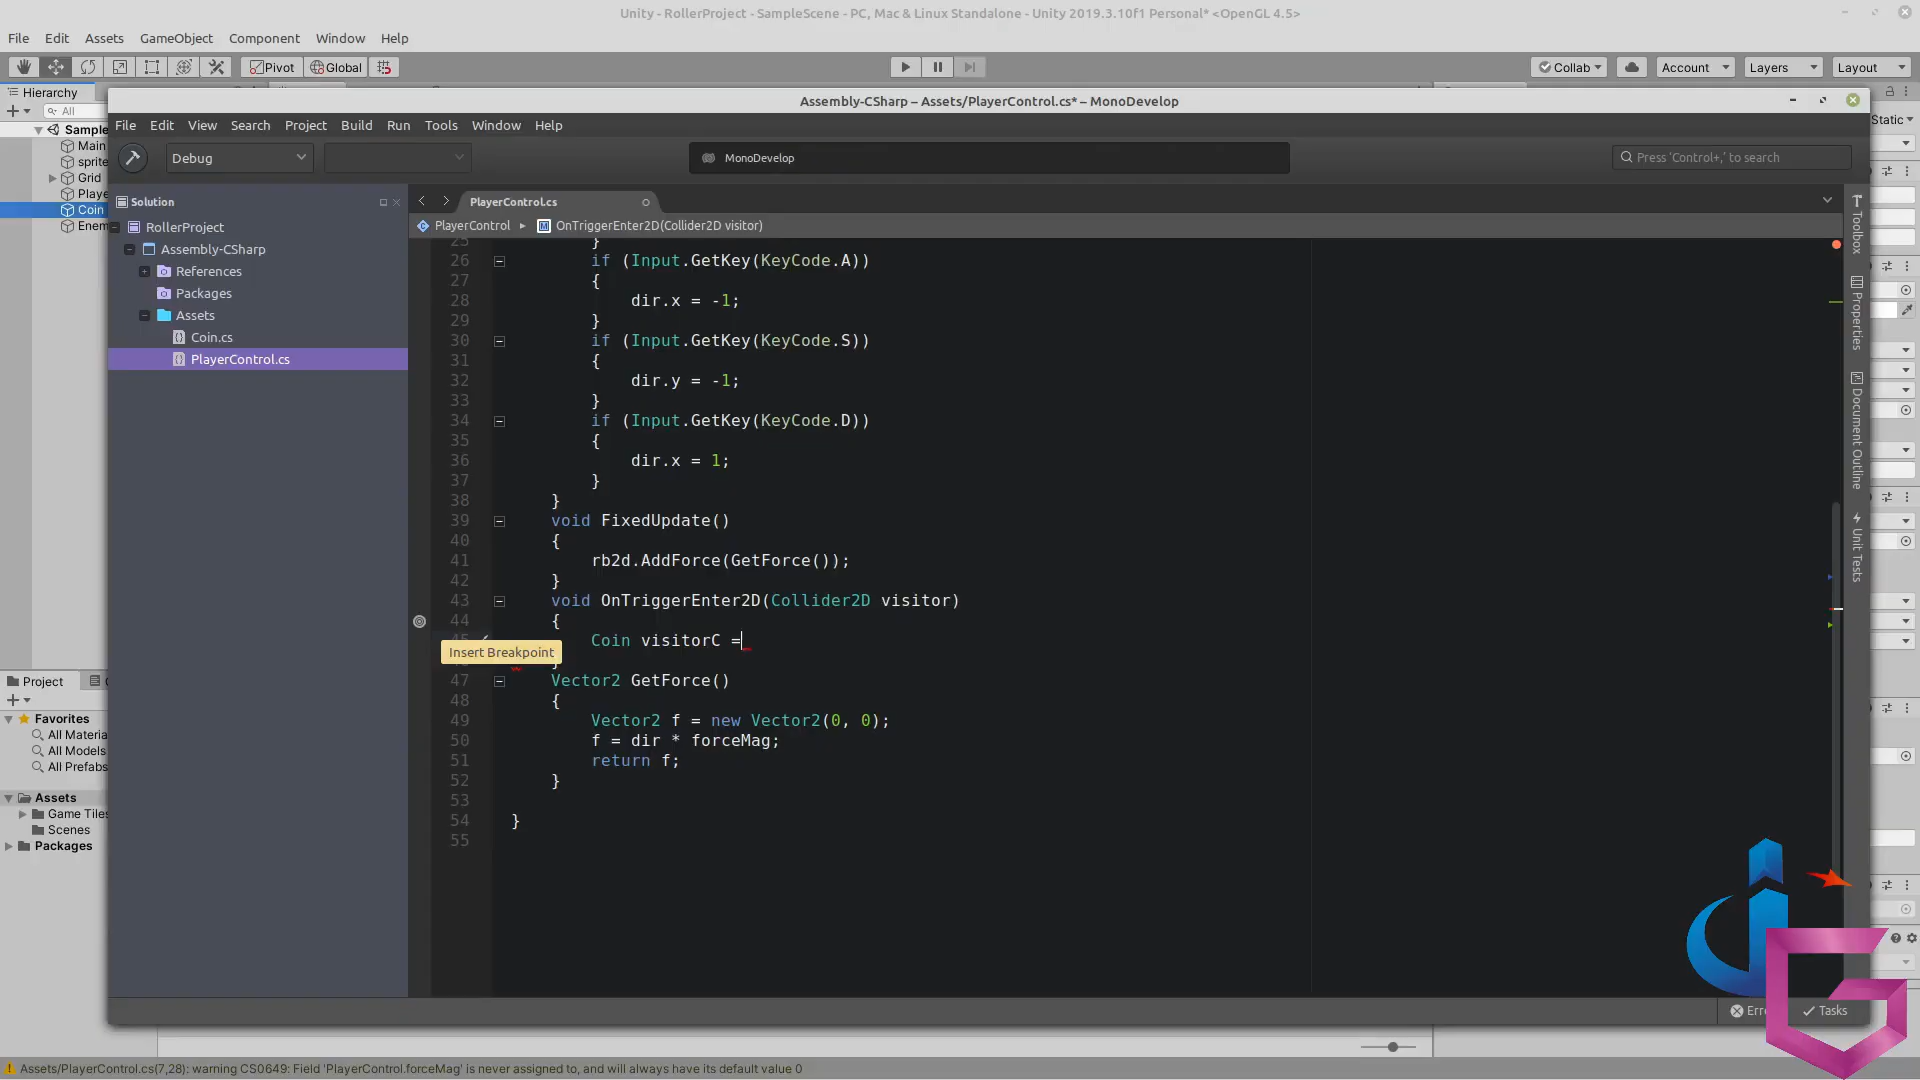 Unity - RollerProject - SampleScene - PC, Mac & Linux Standalone - Unity 2019.3.10f1 Personal* <OpenGL 4.5>
File Edit Assets GameObject Component Window Help
Pivot Global Collab Account Layers Layout
Hierarchy
All
Sample
Main
sprite
Grid
Playe
Coin
Enem
Static
Assembly-CSharp – Assets/PlayerControl.cs* – MonoDevelop
File Edit View Search Project Build Run Tools Window Help
Debug
MonoDevelop
Press 'Control+,' to search
Solution
RollerProject
Assembly-CSharp
References
Packages
Assets
Coin.cs
PlayerControl.cs
PlayerControl.cs
PlayerControl OnTriggerEnter2D(Collider2D visitor)
25 }
26 if (Input.GetKey(KeyCode.A))
27 {
28 dir.x = -1;
29 }
30 if (Input.GetKey(KeyCode.S))
31 {
32 dir.y = -1;
33 }
34 if (Input.GetKey(KeyCode.D))
35 {
36 dir.x = 1;
37 }
38 }
39 void FixedUpdate()
40 {
41 rb2d.AddForce(GetForce());
42 }
43 void OnTriggerEnter2D(Collider2D visitor)
44 {
45 Coin visitorC =
Insert Breakpoint
}
47 Vector2 GetForce()
48 {
49 Vector2 f = new Vector2(0, 0);
50 f = dir * forceMag;
51 return f;
52 }
53
54 }
55
Toolbox
Properties
Document Outline
Unit Tests
Project
Favorites
All Materia
All Models
All Prefabs
Assets
Game Tiles
Scenes
Packages
Err Tasks
Assets/PlayerControl.cs(7,28): warning CS0649: Field 'PlayerControl.forceMag' is never assigned to, and will always have its default value 0